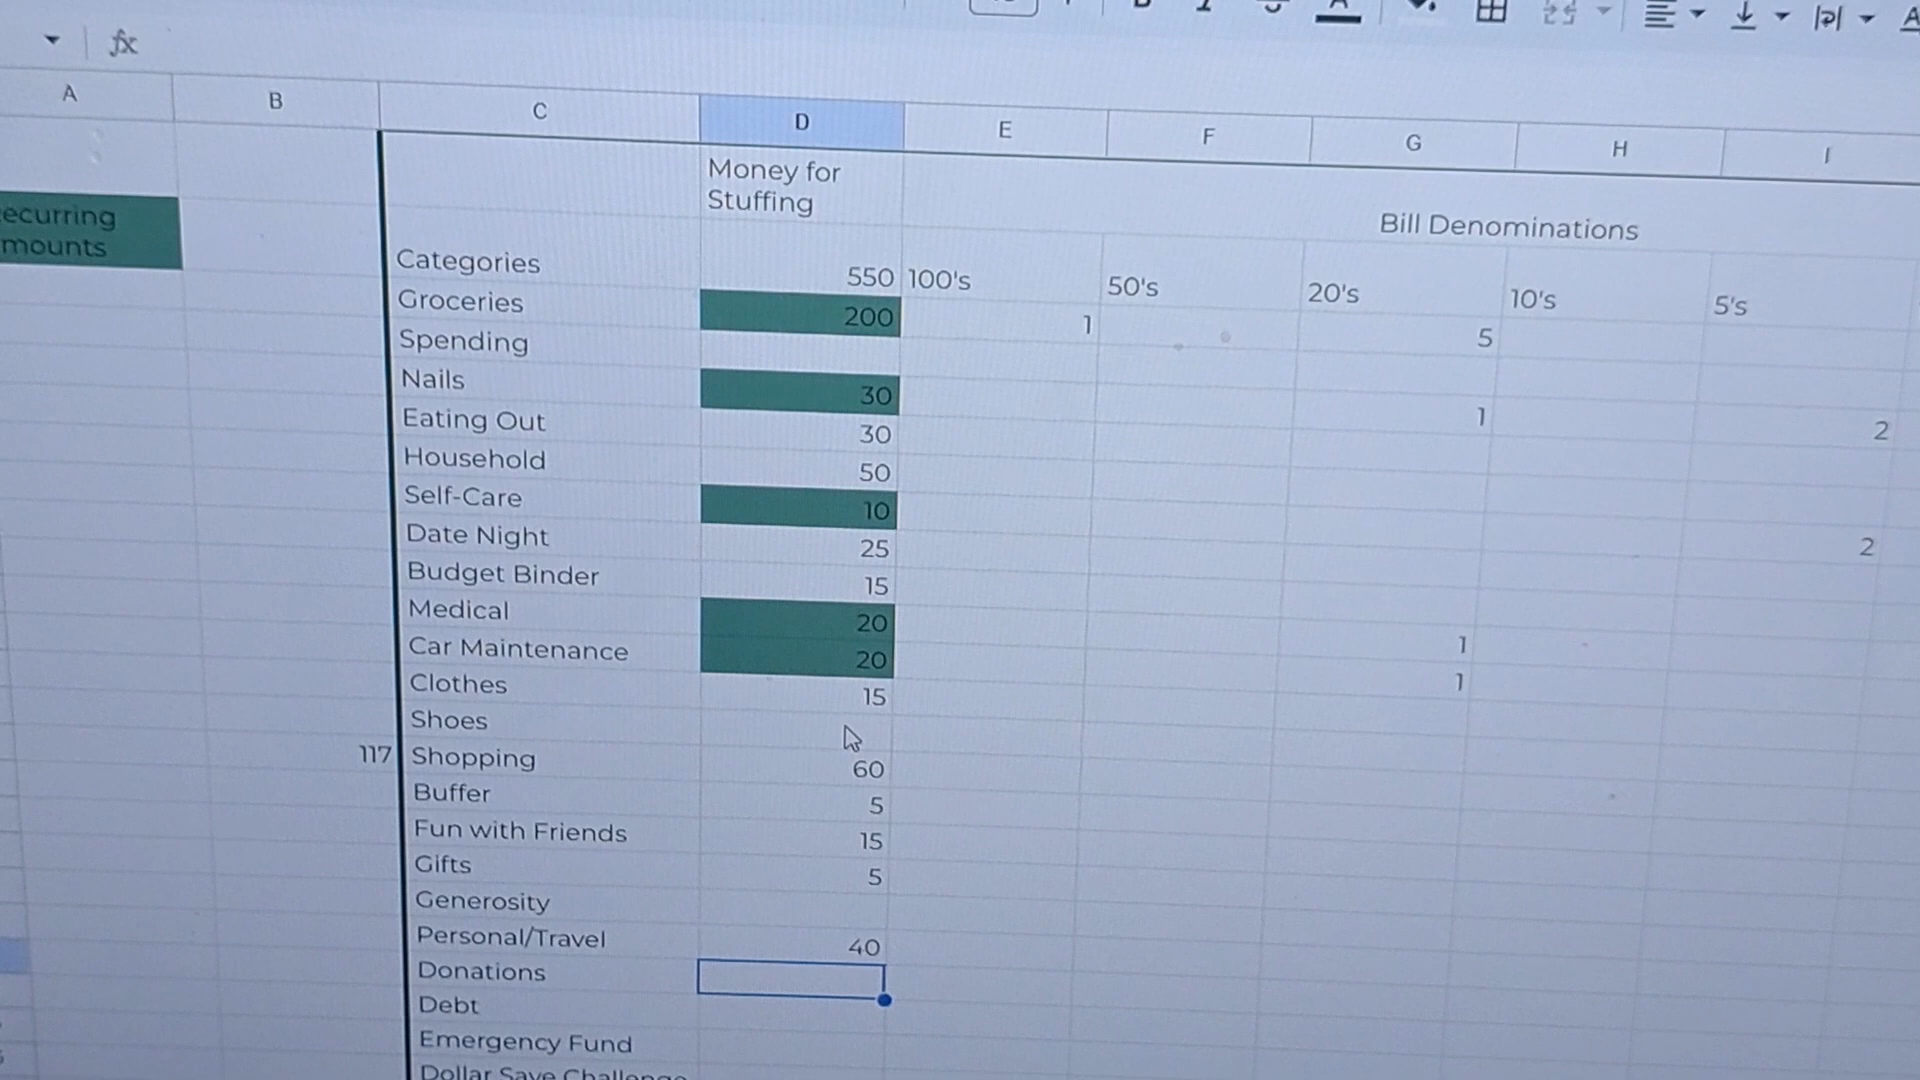 fx
A B C D E F G H I
Money for
Stuffing
ecurring
mounts
Bill Denominations
Categories 550 100's 50's 20's 10's 5's
Groceries 200 1 5
Spending
Nails 30 1 2
Eating Out 30
Household 50
Self-Care 10 2
Date Night 25
Budget Binder 15
Medical 20 1
Car Maintenance 20 1
Clothes 15
Shoes
117 Shopping 60
Buffer 5
Fun with Friends 15
Gifts 5
Generosity
Personal/Travel 40
Donations
Debt
Emergency Fund
Dollar Save Challenge